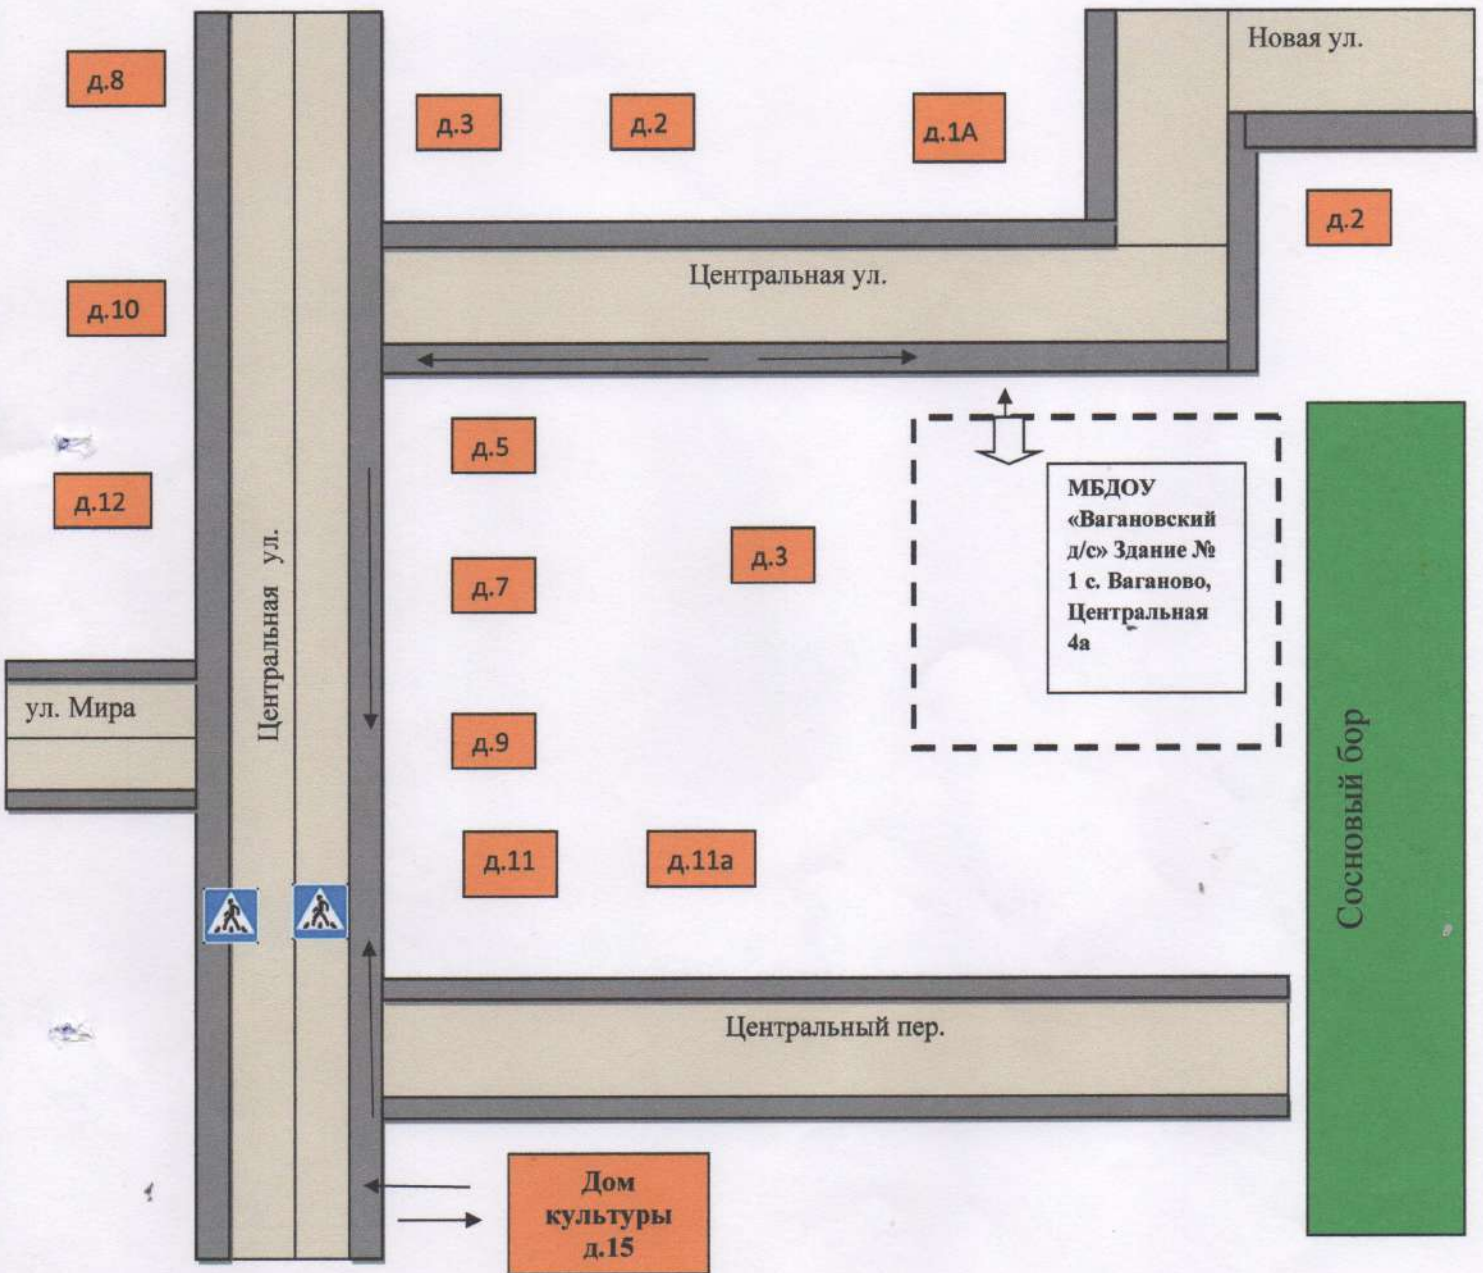 Новая ул.
д.8
д.3
д.2
д.1А
д.2
Центральная ул.
д.10
д.5
д.12
МБДОУ
«Вагановский
д/с» Здание №
1 с. Ваганово,
Центральная
4а
д.3
д.7
Центральная ул.
ул. Мира
д.9
Сосновый бор
д.11
д.11а
Центральный пер.
Дом
культуры
д.15